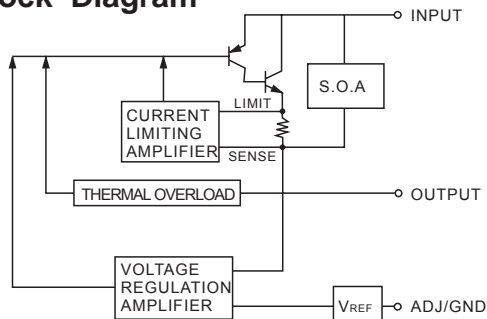 ock Diagram
INPUT
S.O.A
LIMIT
CURRENT
LIMITING
AMPLIFIER
SENSE
THERMAL OVERLOAD
OUTPUT
VOLTAGE
REGULATION
AMPLIFIER
VREF
ADJ/GND